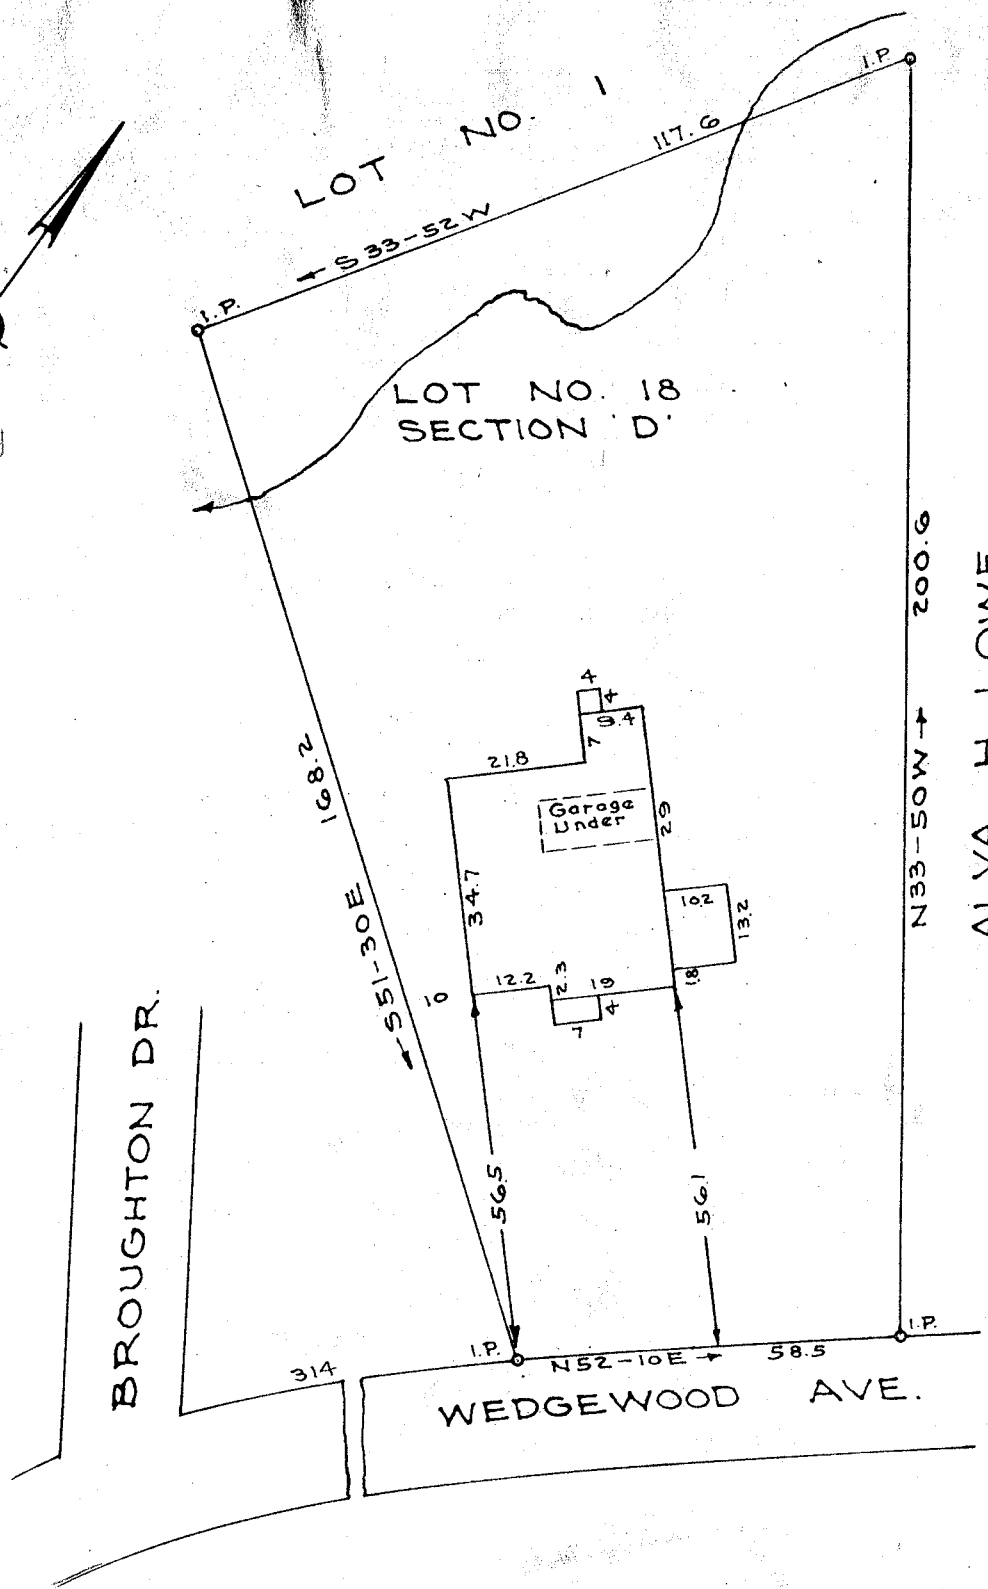 LOT NO. 1
I.P.
117.6
S33-52W
I.P.
LOT NO. 18
SECTION 'D'
200.6
N33-50W
ALVA H LOWE
168.2
S51-30E
4
4
9.4
7
21.8
Garage
Under
29
34.7
10.2
13.2
1.8
12.2
2.3
19
4
7
10
56.5
56.1
BROUGHTON DR.
314
I.P.
N52-10E
58.5
I.P.
WEDGEWOOD AVE.